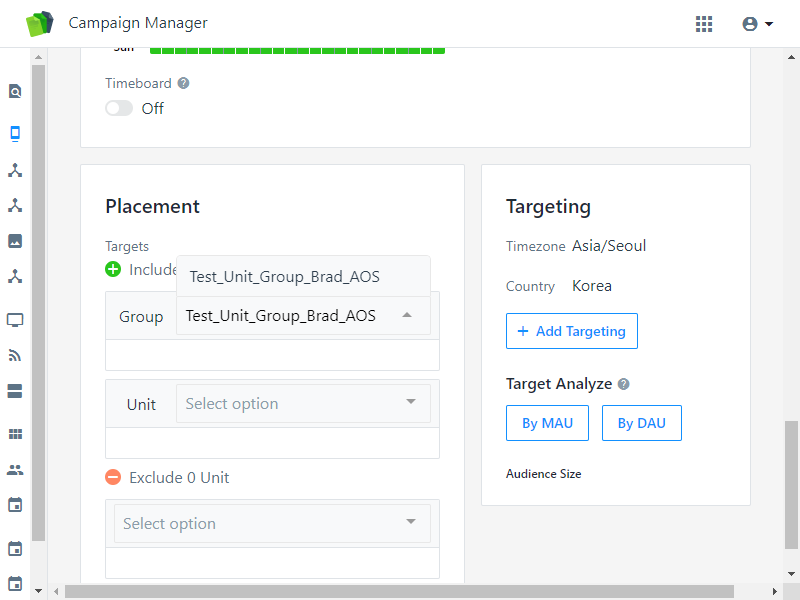 Campaign Manager
Sun
Timeboard
Off
Placement
Targets
Include
Test_Unit_Group_Brad_AOS
Group
Test_Unit_Group_Brad_AOS
Unit
Select option
Exclude 0 Unit
Select option
Targeting
Timezone Asia/Seoul
Country Korea
+ Add Targeting
Target Analyze
By MAU
By DAU
Audience Size